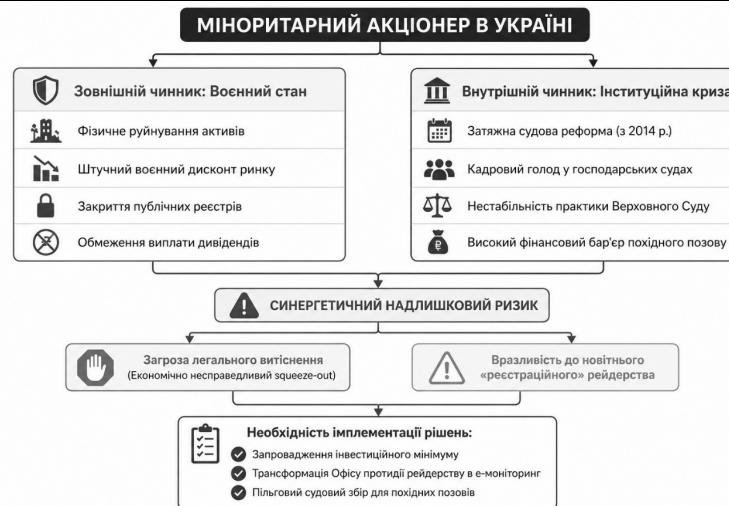 МІНОРИТАРНИЙ АКЦІОНЕР В УКРАЇНІ
Зовнішній чинник: Воєнний стан
Фізичне руйнування активів
Штучний воєнний дисконт ринку
Закриття публічних реєстрів
Обмеження виплати дивідендів
Внутрішній чинник: Інституційна криза
Затяжна судова реформа (з 2014 р.)
Кадровий голод у господарських судах
Нестабільність практики Верховного Суду
₽
Високий фінансовий бар'єр похідного позову
СИНЕРГЕТИЧНИЙ НАДЛИШКОВИЙ РИЗИК
Загроза легального витіснення
(Економічно несправедливий squeeze-out)
Вразливість до новітнього
«реєстраційного» рейдерства
Необхідність імплементації рішень:
Запровадження інвестиційного мінімуму
Трансформація Офісу протидії рейдерству в е-моніторинг
Пільговий судовий збір для похідних позовів